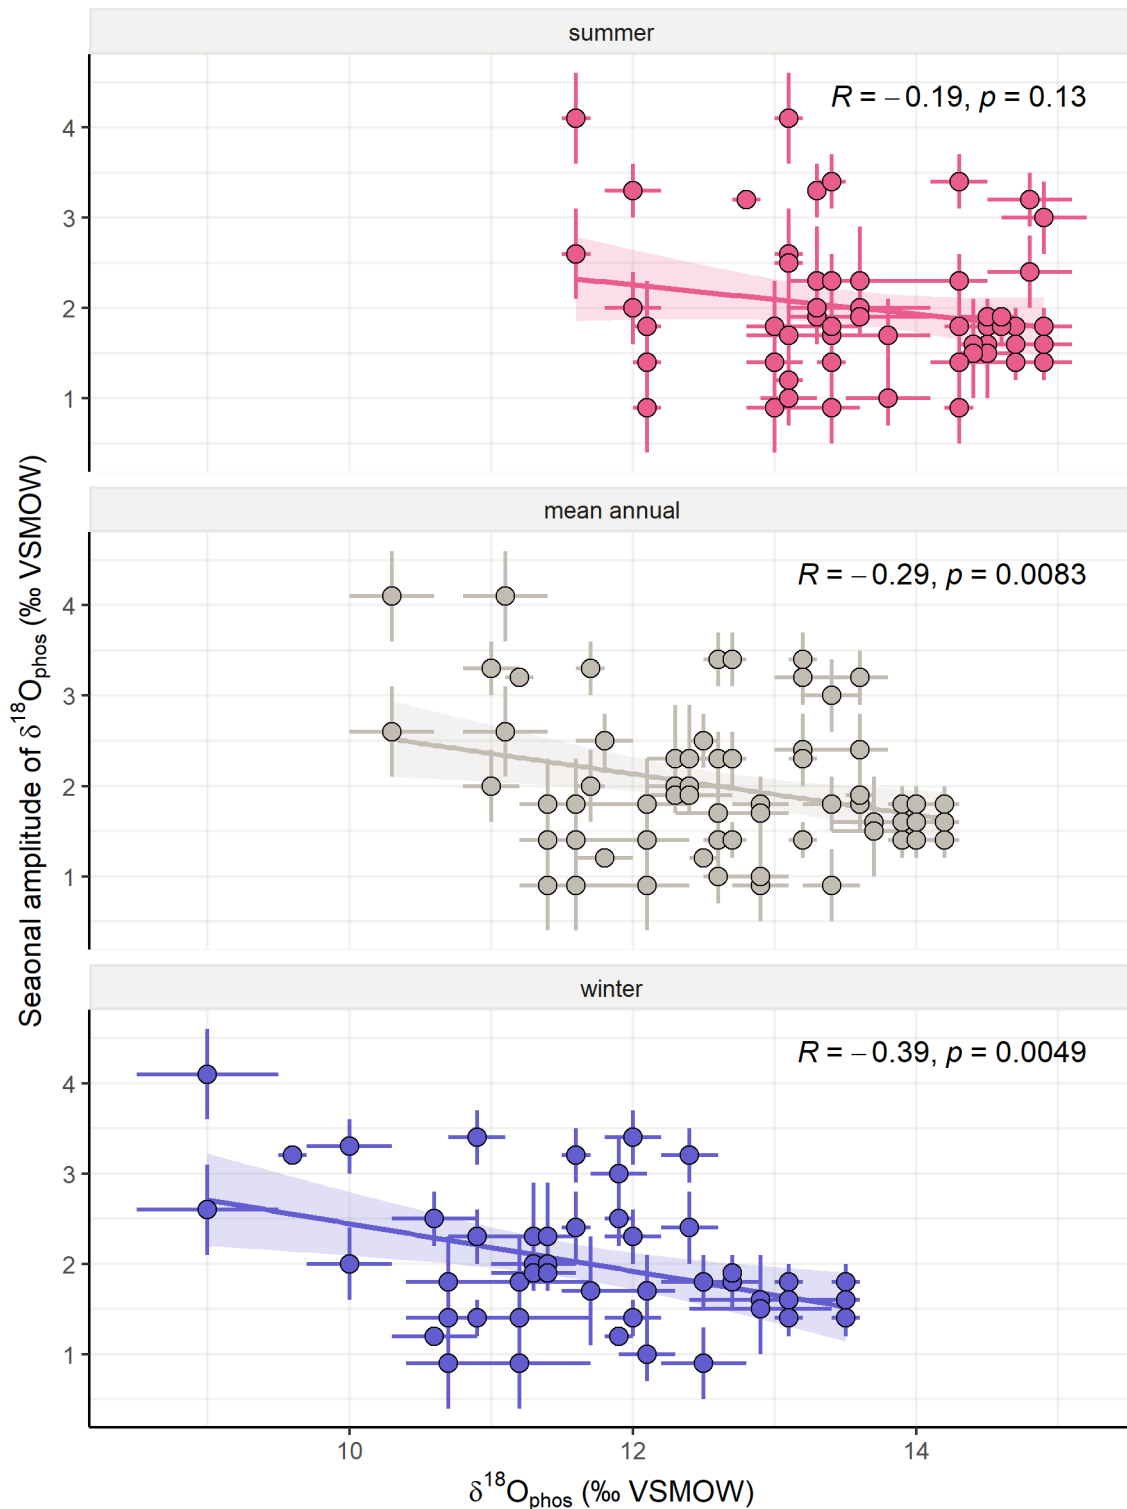 summer
R = −0.19, p = 0.13
4
3
2
1
mean annual
R = −0.29, p = 0.0083
4
3
2
1
Seaonal amplitude of δ¹⁸Ophos (‰ VSMOW)
winter
R = −0.39, p = 0.0049
4
3
2
1
10 12 14
δ¹⁸Ophos (‰ VSMOW)